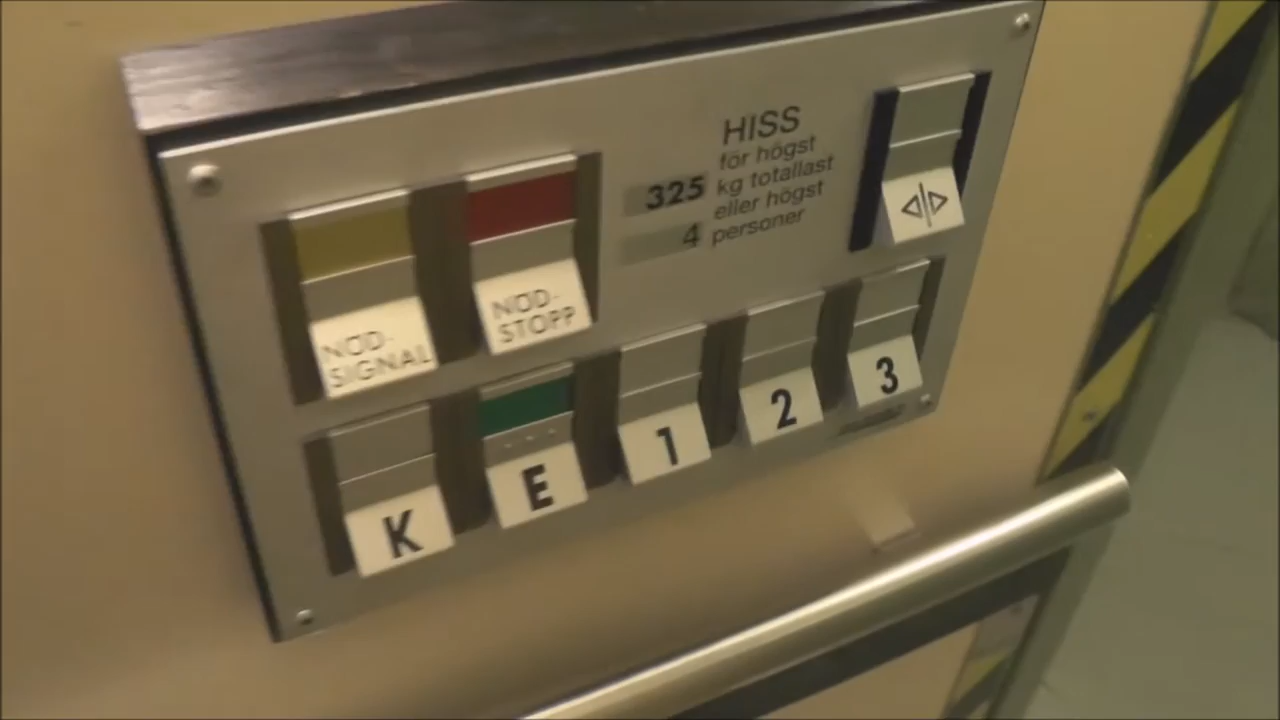 HISS
för högst
325 kg totallast
eller högst
4 personer
NÖD-
SIGNAL
NÖD-
STOPP
K
E
1
2
3